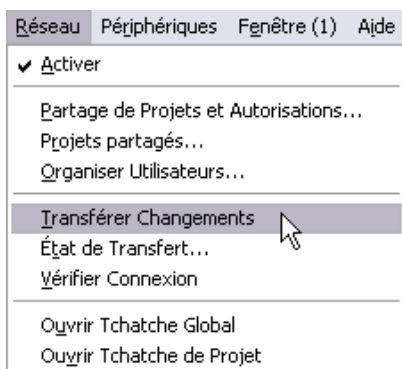 Réseau Périphériques Fenêtre (1) Aide
Activer
Partage de Projets et Autorisations...
Projets partagés...
Organiser Utilisateurs...
Transférer Changements
État de Transfert...
Vérifier Connexion
Ouvrir Tchatche Global
Ouvrir Tchatche de Projet